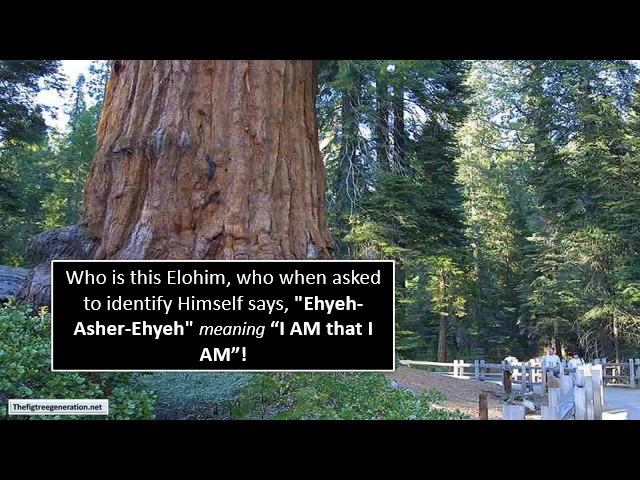 Who is this Elohim, who when asked
to identify Himself says, "Ehyeh-
Asher-Ehyeh" meaning “I AM that I
AM”!
Thefigtreegeneration.net